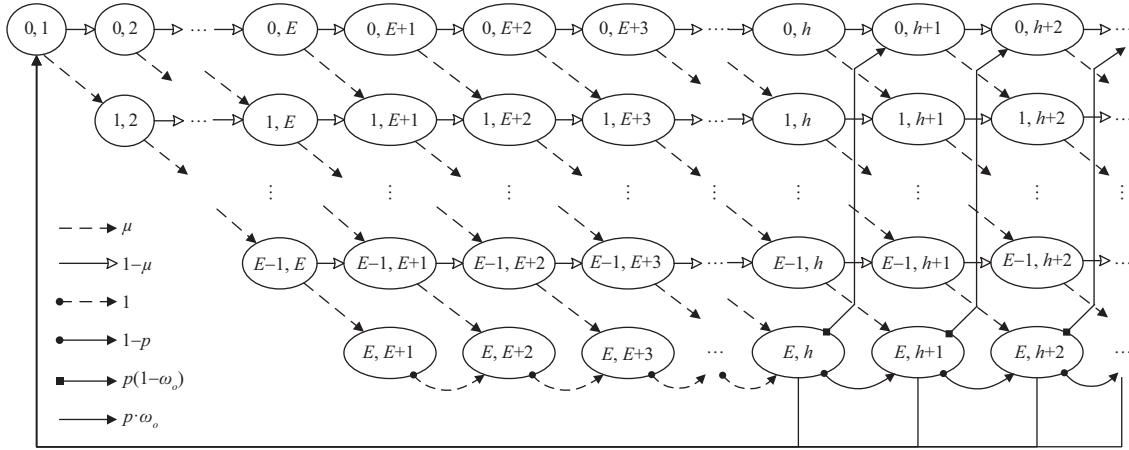 0, 1 0, 2 ... 0, E 0, E+1 0, E+2 0, E+3 ... 0, h 0, h+1 0, h+2 ...
1, 2 ... 1, E 1, E+1 1, E+2 1, E+3 ... 1, h 1, h+1 1, h+2 ...
⋮ ⋮ ⋮ ... ⋮ ⋮ ⋮
μ
E−1, E E−1, E+1 E−1, E+2 E−1, E+3 ... E−1, h E−1, h+1 E−1, h+2 ...
1−μ
1
1−p
E, E+1 E, E+2 E, E+3 ... E, h E, h+1 E, h+2 ...
p(1−ωo)
p·ωo